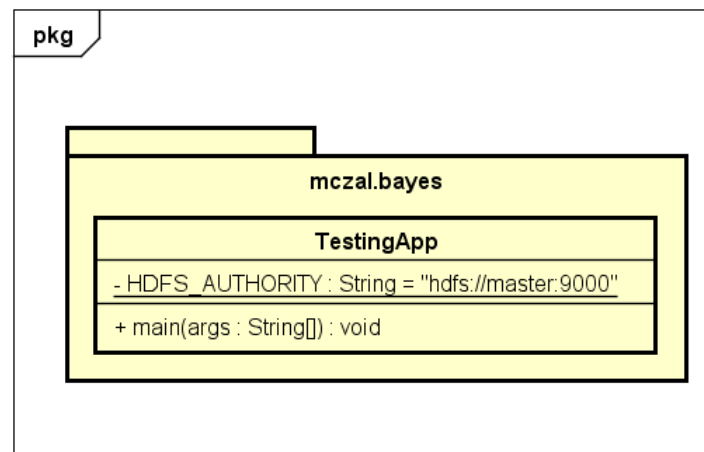 pkg
mczal.bayes
TestingApp
- HDFS_AUTHORITY : String = "hdfs://master:9000"
+ main(args : String[]) : void